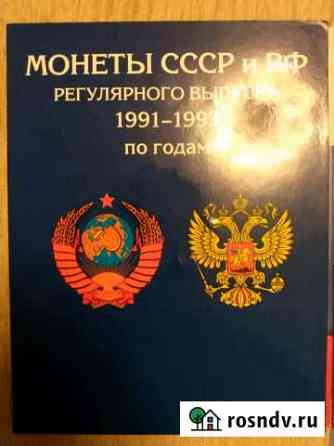 МОНЕТЫ СССР и РФ
РЕГУЛЯРНОГО
1991-199
по годам
rosndv.ru